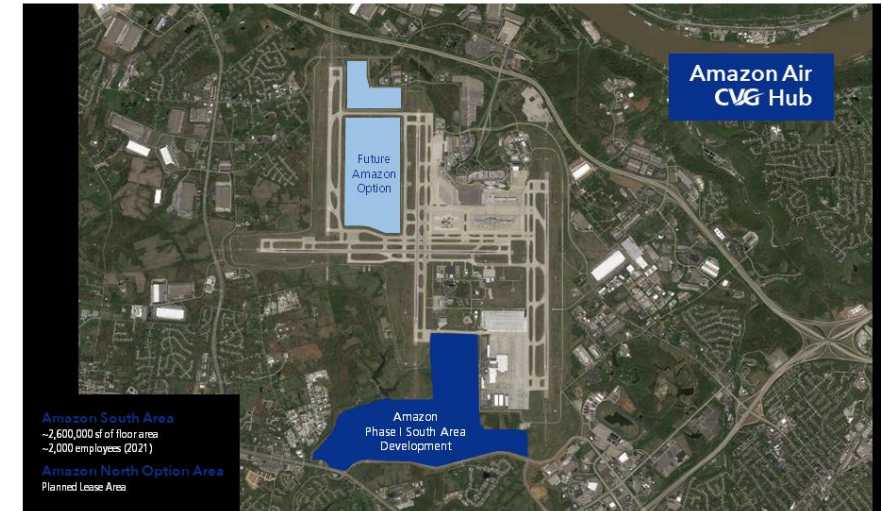 Amazon Air
CVG Hub
Future
Amazon
Option
Amazon
Phase I South Area
Development
Amazon South Area
~2,600,000 sf of floor area
~2,000 employees (2021)
Amazon North Option Area
Planned Lease Area